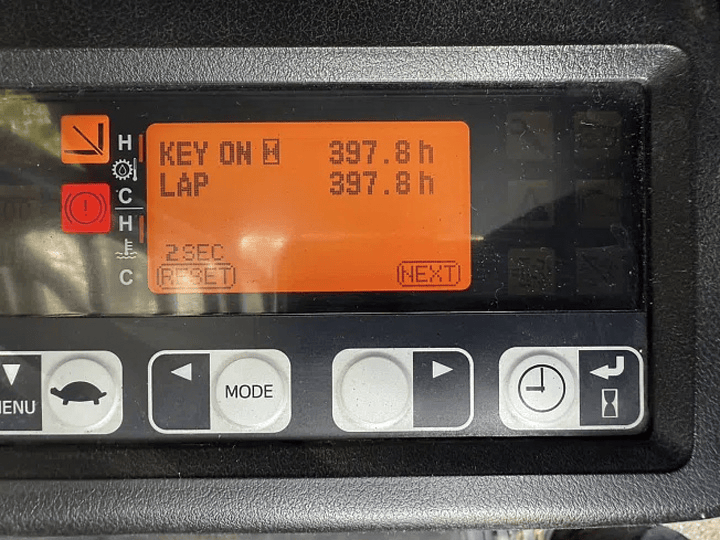 H
KEY ON 397.8 h
C
LAP 397.8 h
H
2SEC
C
(RESET) (NEXT)
MENU
MODE